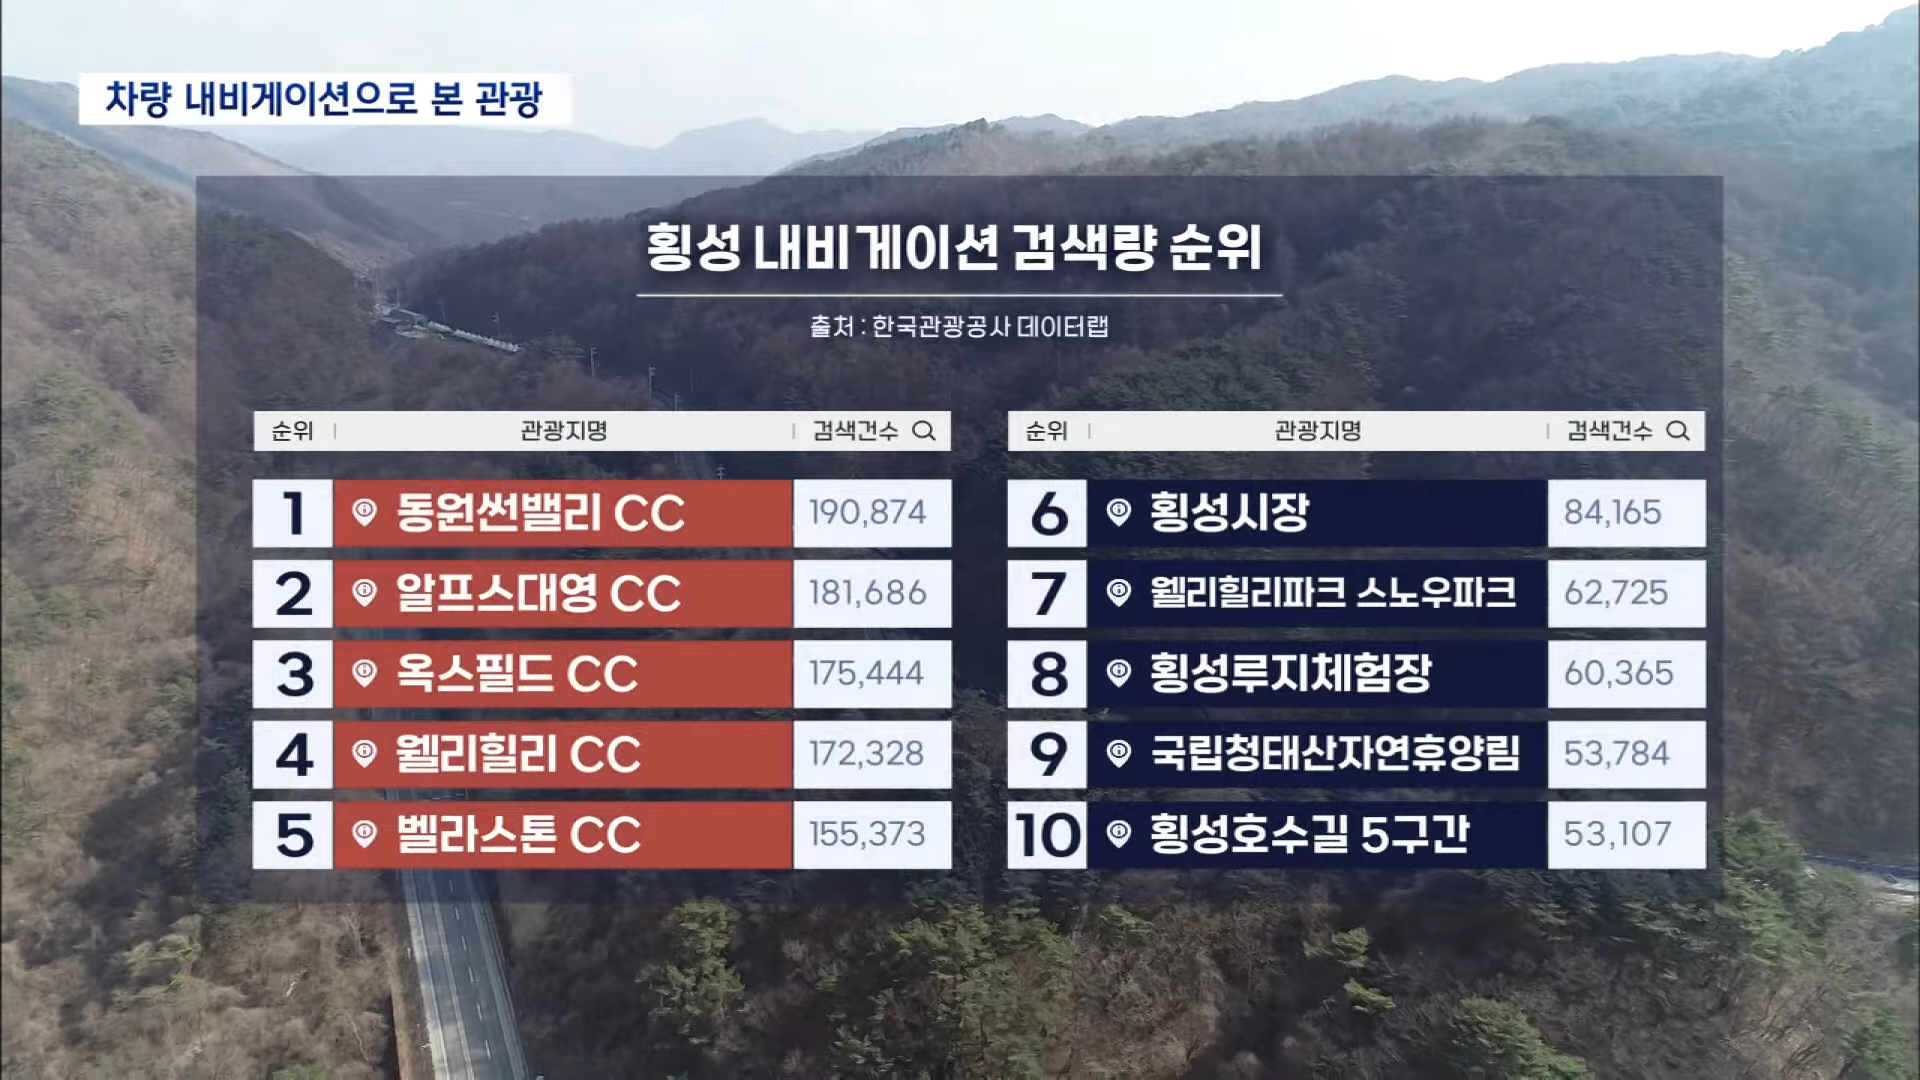 차량 내비게이션으로 본 관광
횡성 내비게이션 검색량 순위
출처 : 한국관광공사 데이터랩
순위 관광지명 검색건수
1 동원썬밸리 CC 190,874
2 알프스대영 CC 181,686
3 옥스필드 CC 175,444
4 웰리힐리 CC 172,328
5 벨라스톤 CC 155,373
순위 관광지명 검색건수
6 횡성시장 84,165
7 웰리힐리파크 스노우파크 62,725
8 횡성루지체험장 60,365
9 국립청태산자연휴양림 53,784
10 횡성호수길 5구간 53,107